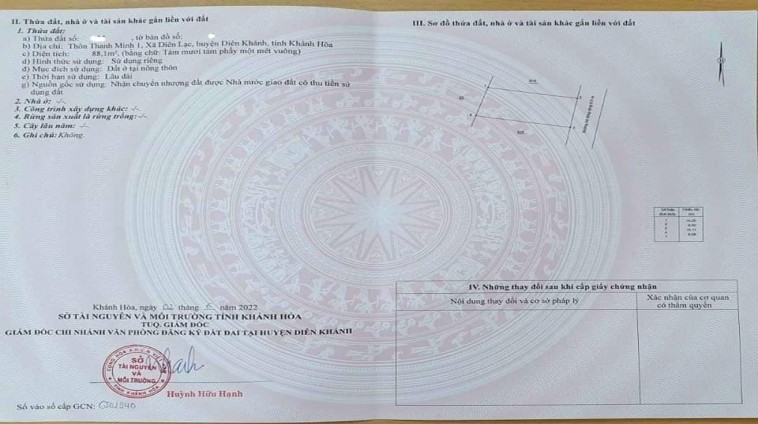 II. Thửa đất, nhà ở và tài sản khác gắn liền với đất
1. Thửa đất:
a) Thửa đất số: , tờ bản đồ số:
b) Địa chỉ: Thôn Thanh Minh 1, Xã Diên Lạc, huyện Diên Khánh, tỉnh Khánh Hòa
c) Diện tích: 88,1m², (bằng chữ: Tám mươi tám phẩy một mét vuông)
d) Hình thức sử dụng: Sử dụng riêng
đ) Mục đích sử dụng: Đất ở tại nông thôn
e) Thời hạn sử dụng: Lâu dài
g) Nguồn gốc sử dụng: Nhận chuyển nhượng đất được Nhà nước giao đất có thu tiền sử
dụng đất
2. Nhà ở: -/-
3. Công trình xây dựng khác: -/-
4. Rừng sản xuất là rừng trồng: -/-
5. Cây lâu năm: -/-
6. Ghi chú: Không
Khánh Hòa, ngày tháng năm 2022
SỞ TÀI NGUYÊN VÀ MÔI TRƯỜNG TỈNH KHÁNH HÒA
TUQ. GIÁM ĐỐC
GIÁM ĐỐC CHI NHÁNH VĂN PHÒNG ĐĂNG KÝ ĐẤT ĐAI TẠI HUYỆN DIÊN KHÁNH
SỞ
TÀI NGUYÊN
VÀ
MÔI TRƯỜNG
Huỳnh Hữu Hạnh
Số vào sổ cấp GCN:
III. Sơ đồ thửa đất, nhà ở và tài sản khác gắn liền với đất
IV. Những thay đổi sau khi cấp giấy chứng nhận
Nội dung thay đổi và cơ sở pháp lý
Xác nhận của cơ quan
có thẩm quyền